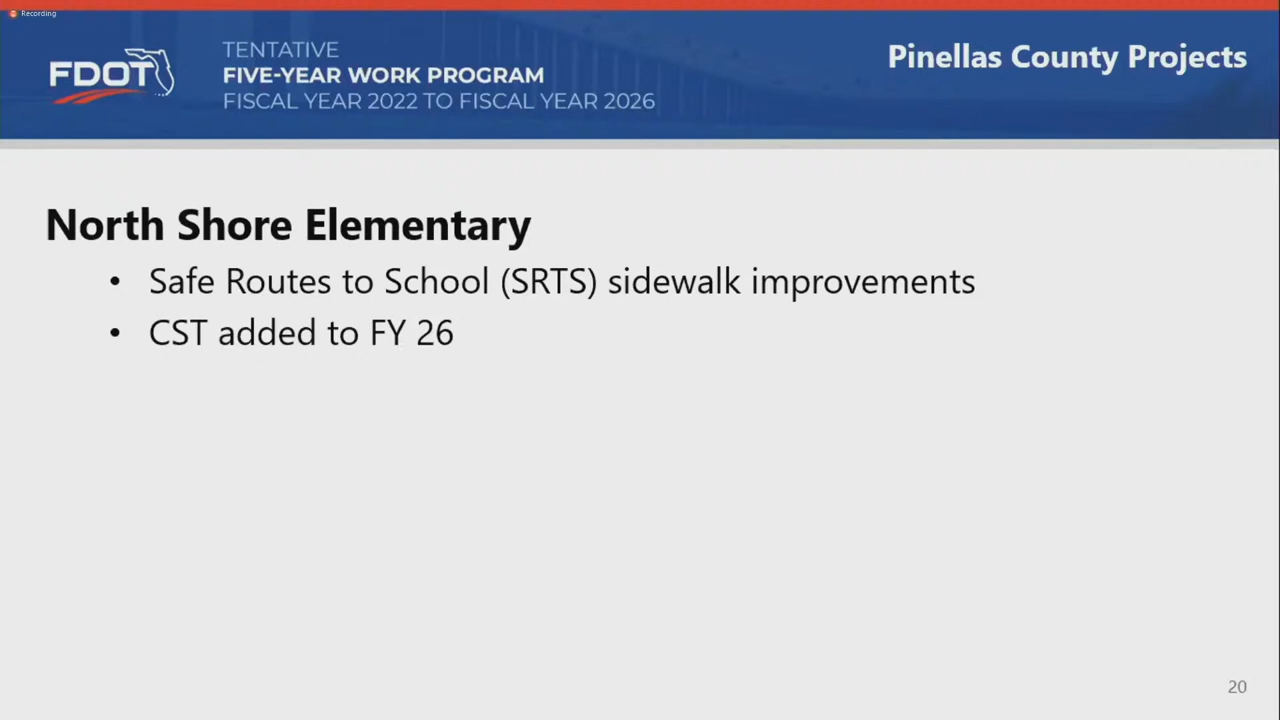 Recording
FDOT
TENTATIVE
FIVE-YEAR WORK PROGRAM
FISCAL YEAR 2022 TO FISCAL YEAR 2026
Pinellas County Projects
North Shore Elementary
• Safe Routes to School (SRTS) sidewalk improvements
• CST added to FY 26
20